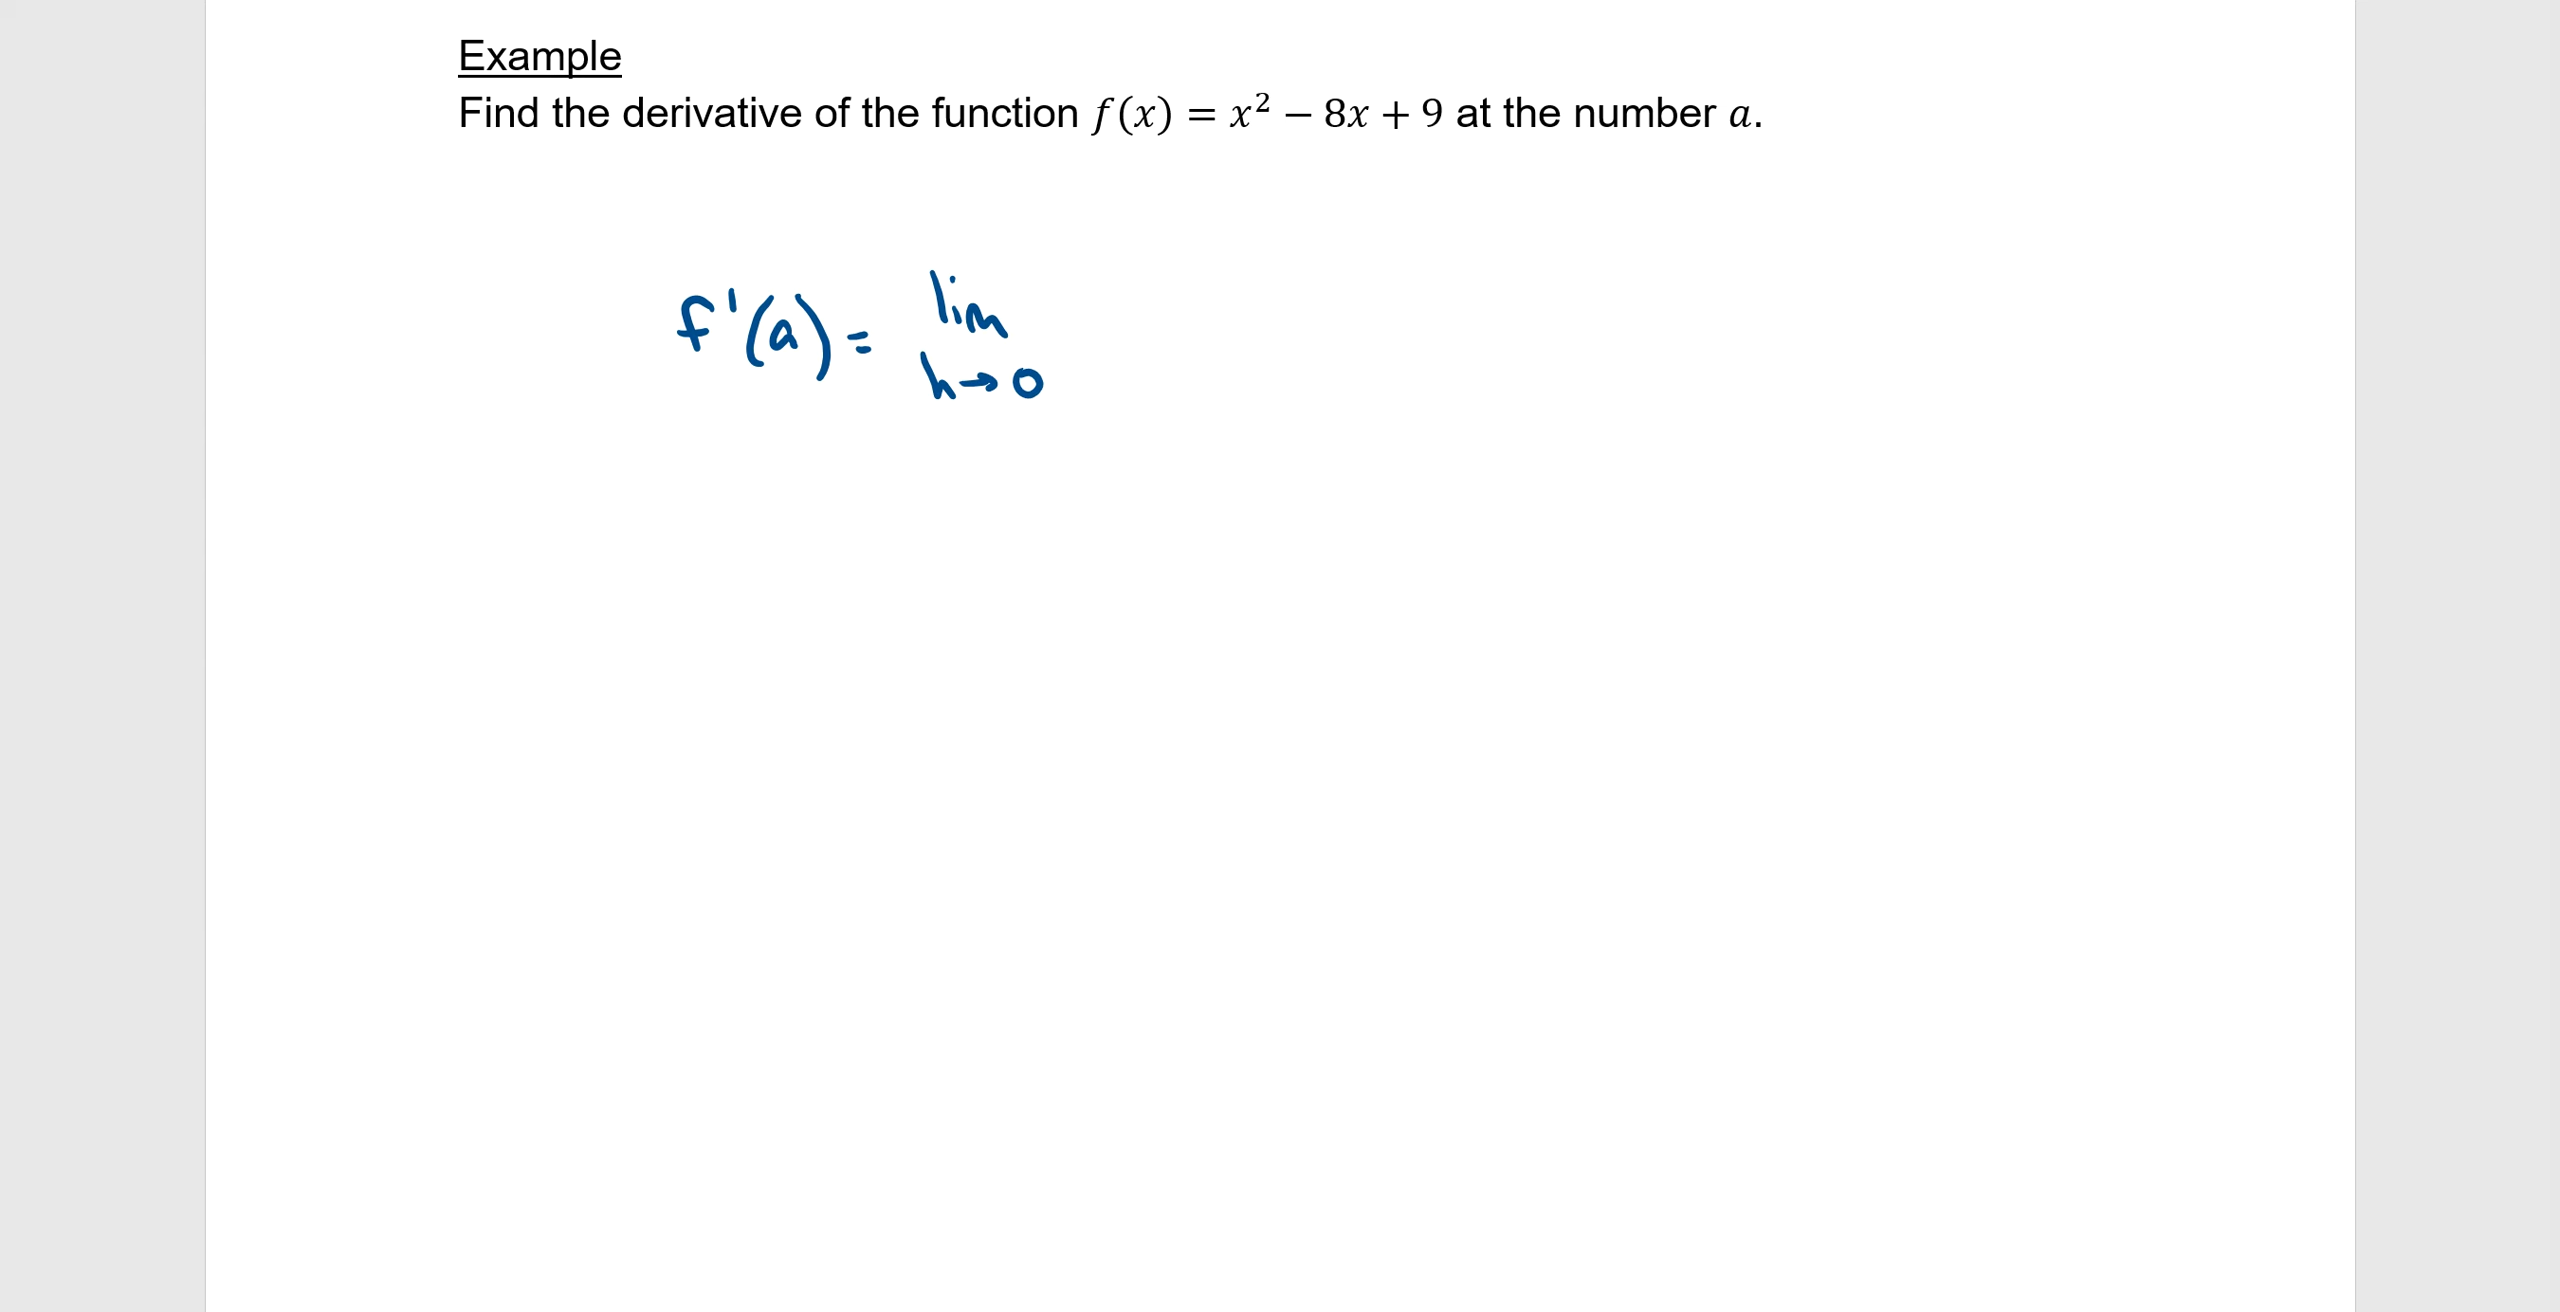 Example
Find the derivative of the function f(x) = x² − 8x + 9 at the number a.
f'(a) = lim
h→0